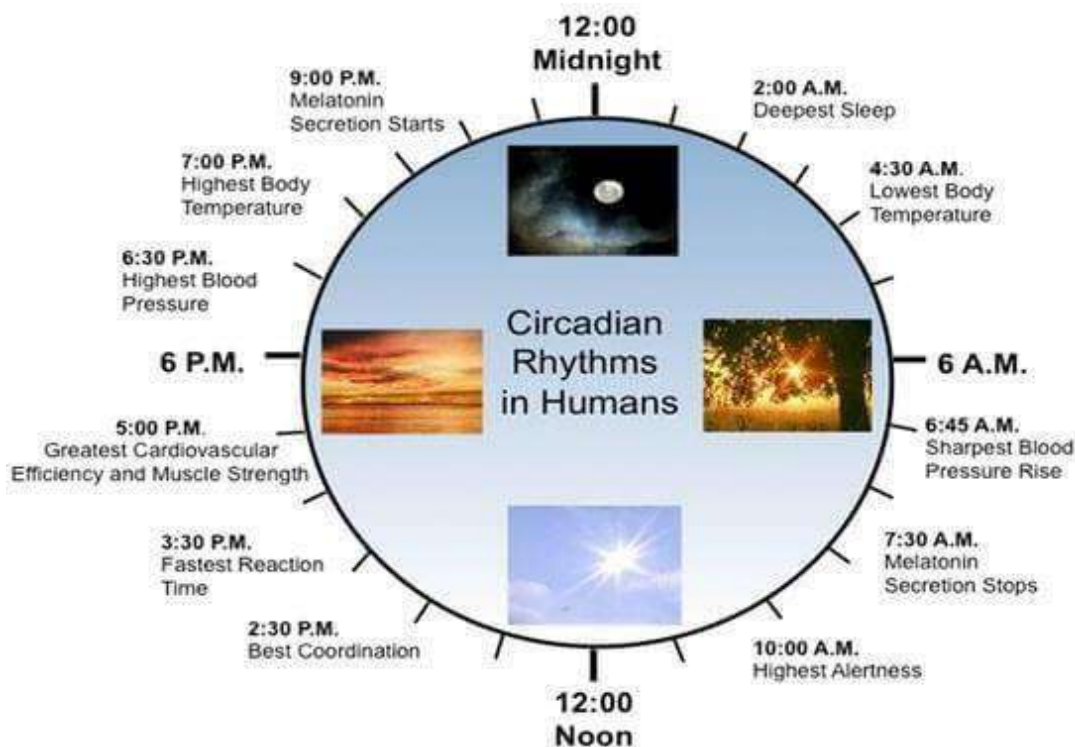 12:00
Midnight
2:00 A.M.
Deepest Sleep
4:30 A.M.
Lowest Body
Temperature
6 A.M.
6:45 A.M.
Sharpest Blood
Pressure Rise
7:30 A.M.
Melatonin
Secretion Stops
10:00 A.M.
Highest Alertness
12:00
Noon
2:30 P.M.
Best Coordination
3:30 P.M.
Fastest Reaction
Time
5:00 P.M.
Greatest Cardiovascular
Efficiency and Muscle Strength
6 P.M.
6:30 P.M.
Highest Blood
Pressure
7:00 P.M.
Highest Body
Temperature
9:00 P.M.
Melatonin
Secretion Starts
Circadian
Rhythms
in Humans